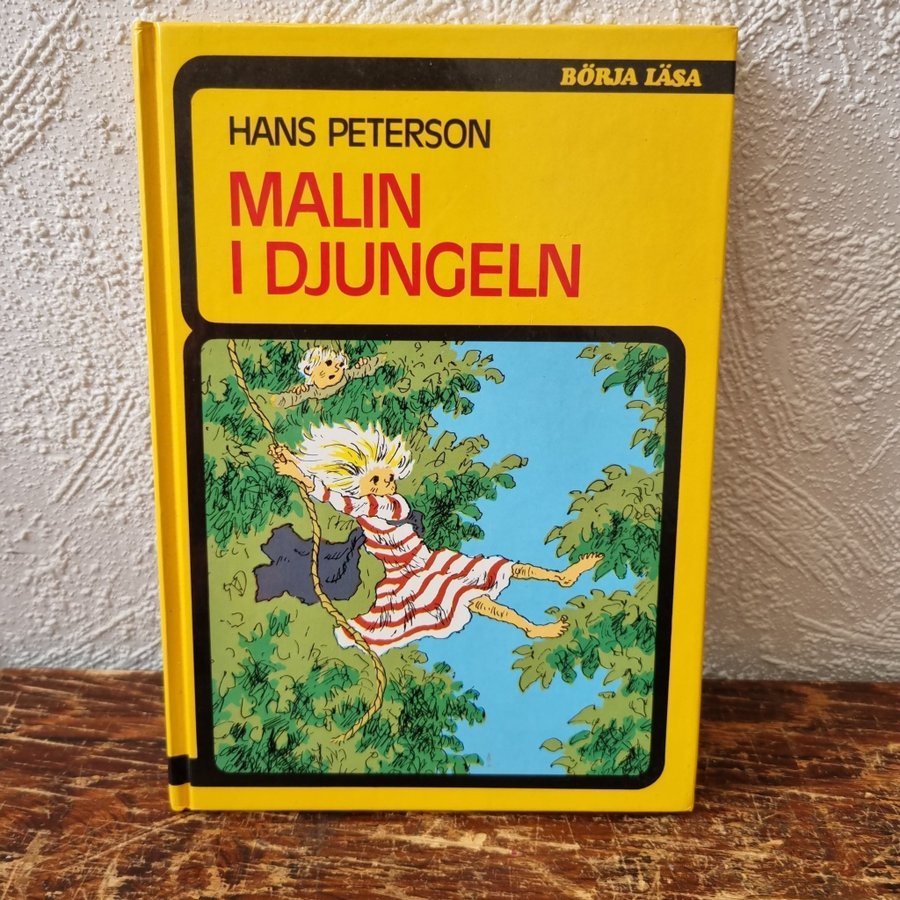 BÖRJA LÄSA
HANS PETERSON
MALIN
I DJUNGELN